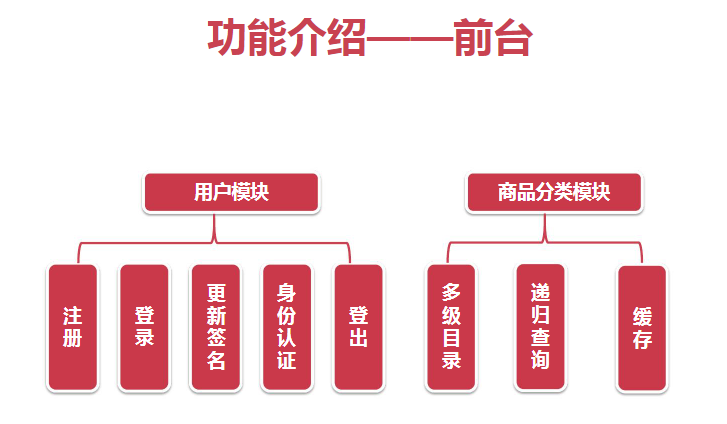 功能介绍——前台
用户模块
商品分类模块
注册
登录
更新签名
身份认证
登出
多级目录
递归查询
缓存